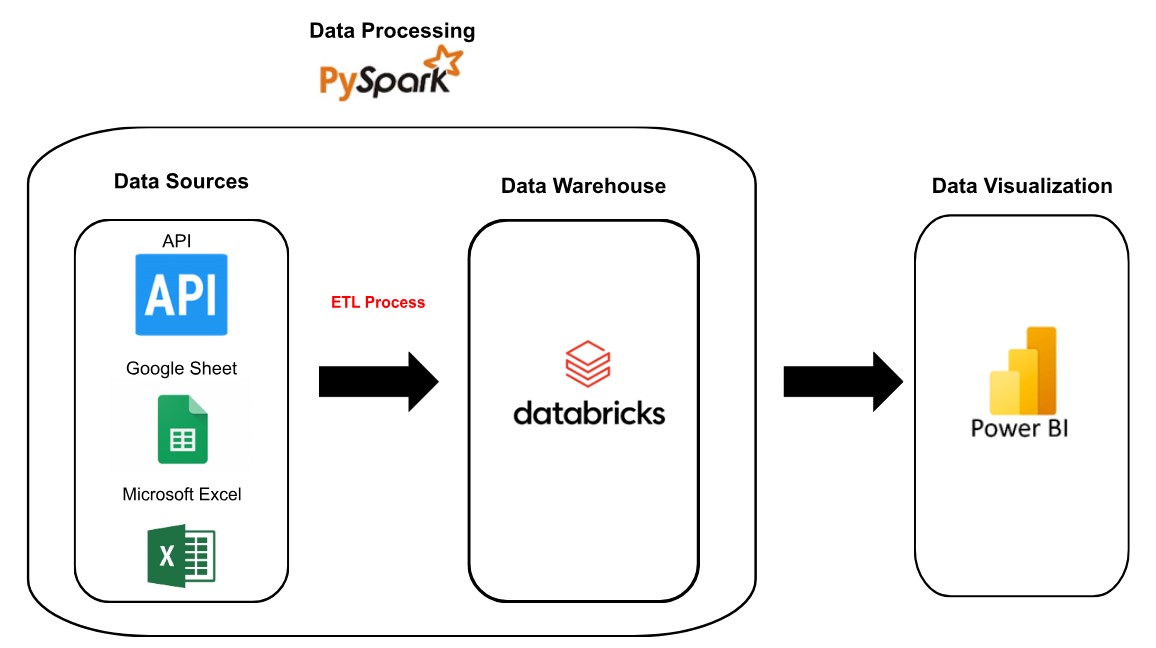 Data Processing
PySpark
Data Sources
Data Warehouse
Data Visualization
API
API
ETL Process
Google Sheet
databricks
Power BI
Microsoft Excel
X